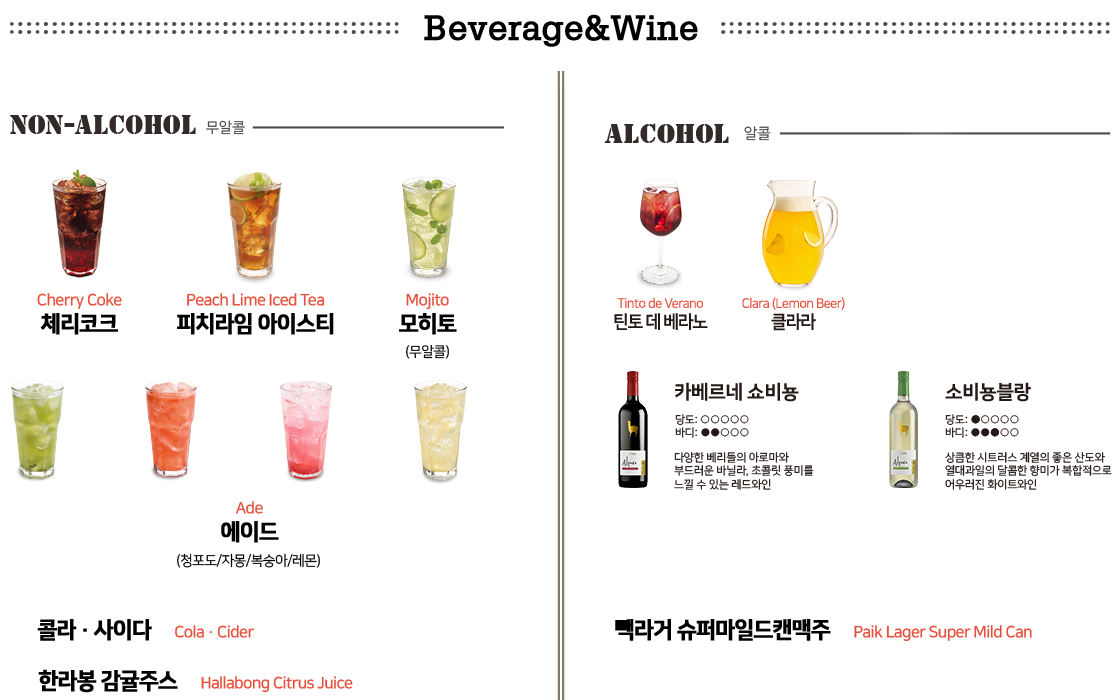 Beverage&Wine
NON-ALCOHOL 무알콜
Cherry Coke
체리코크
Peach Lime Iced Tea
피치라임 아이스티
Mojito
모히토
(무알콜)
Ade
에이드
(청포도/자몽/복숭아/레몬)
콜라 · 사이다 Cola · Cider
한라봉 감귤주스 Hallabong Citrus Juice
ALCOHOL 알콜
Tinto de Verano
틴토 데 베라노
Clara (Lemon Beer)
클라라
카베르네 쇼비뇽
당도: ○○○○○
바디: ●●○○○
다양한 베리들의 아로마와
부드러운 바닐라, 초콜릿 풍미를
느낄 수 있는 레드와인
소비뇽블랑
당도: ●○○○○
바디: ●●●○○
상큼한 시트러스 계열의 좋은 산도와
열대과일의 달콤한 향미가 복합적으로
어우러진 화이트와인
빽라거 슈퍼마일드캔맥주 Paik Lager Super Mild Can